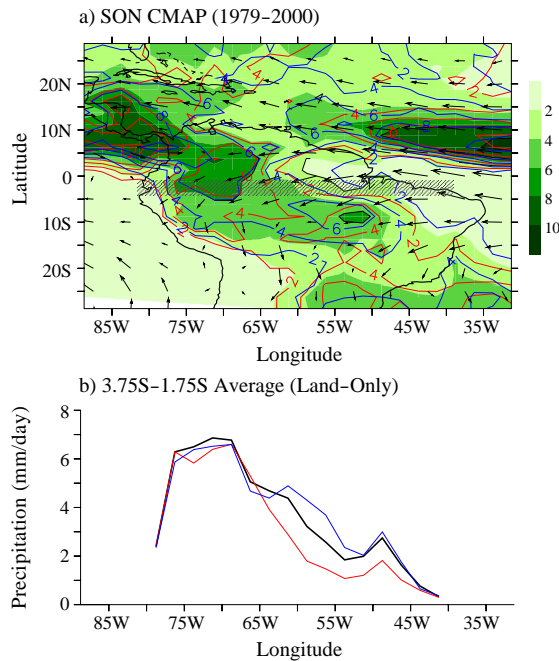 a) SON CMAP (1979-2000)
Latitude
20N
10N
0
10S
20S
85W 75W 65W 55W 45W 35W
Longitude
2
4
6
8
10
b) 3.75S-1.75S Average (Land-Only)
Precipitation (mm/day)
8
6
4
2
0
85W 75W 65W 55W 45W 35W
Longitude